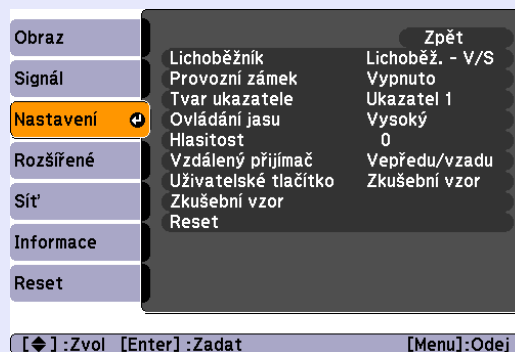 Obraz
Signál
Nastavení
Rozšířené
Síť
Informace
Reset
Zpět
Lichoběžník Lichoběž. - V/S
Provozní zámek Vypnuto
Tvar ukazatele Ukazatel 1
Ovládání jasu Vysoký
Hlasitost 0
Vzdálený přijímač Vepředu/vzadu
Uživatelské tlačítko Zkušební vzor
Zkušební vzor
Reset
[◆] :Zvol [Enter] :Zadat [Menu]:Odej